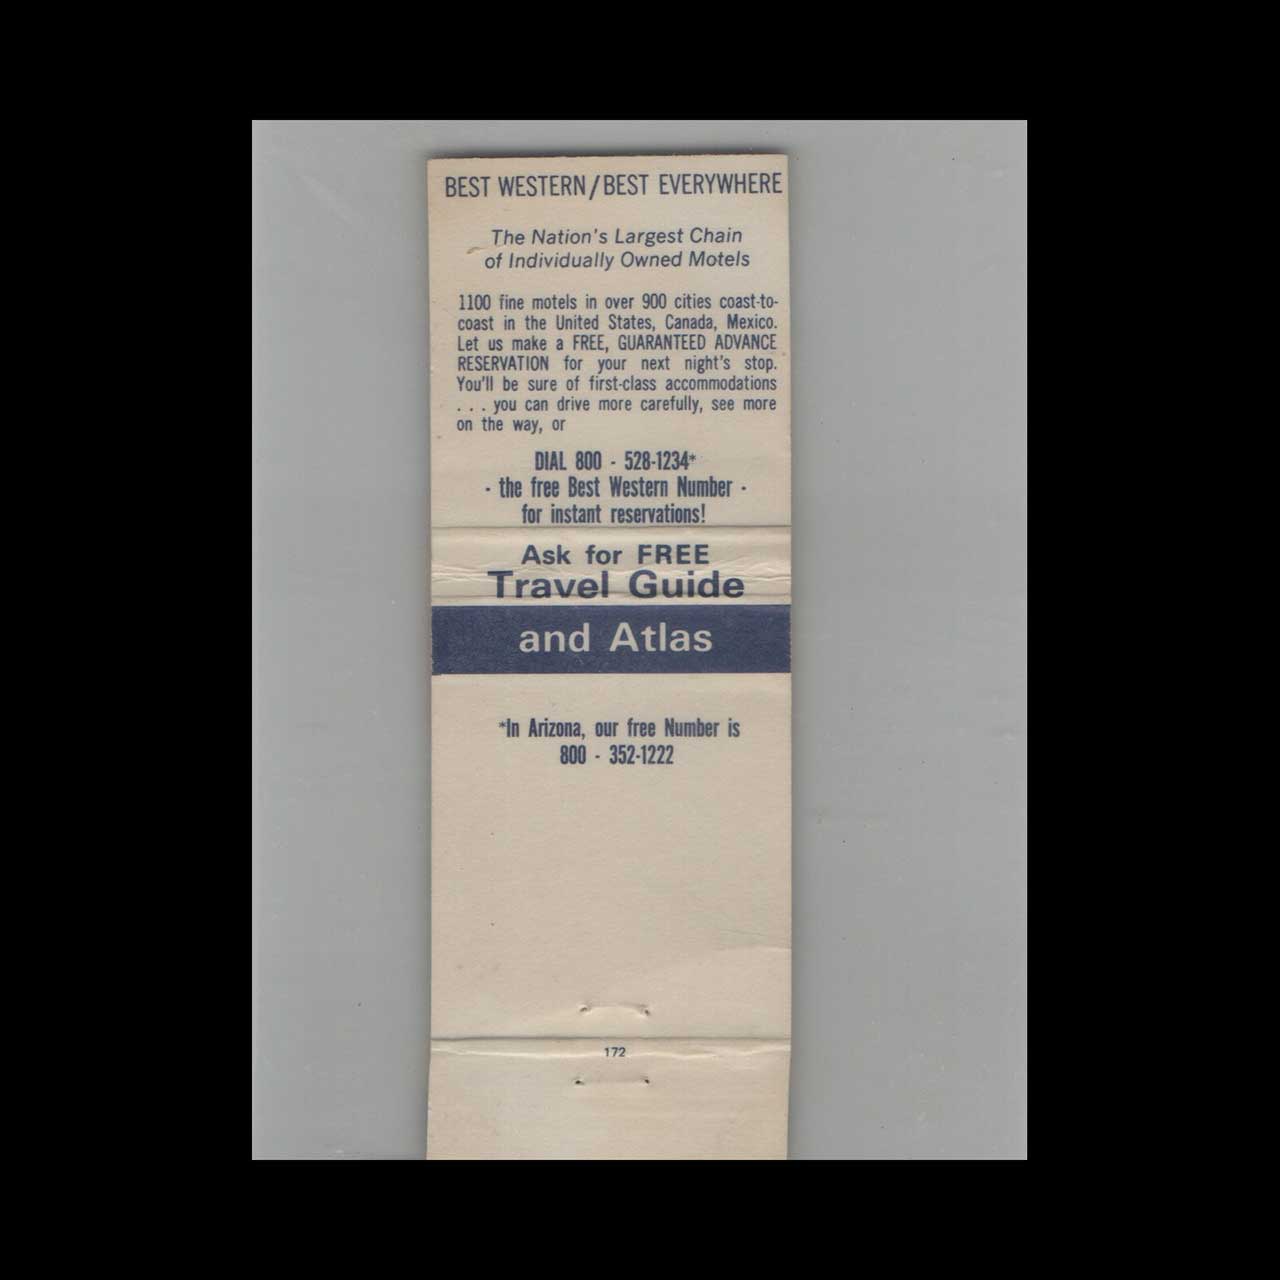 BEST WESTERN/BEST EVERYWHERE
The Nation's Largest Chain
of Individually Owned Motels
1100 fine motels in over 900 cities coast-to-
coast in the United States, Canada, Mexico.
Let us make a FREE, GUARANTEED ADVANCE
RESERVATION for your next night's stop.
You'll be sure of first-class accommodations
. . . you can drive more carefully, see more
on the way, or
DIAL 800 - 528-1234*
- the free Best Western Number -
for instant reservations!
Ask for FREE
Travel Guide
and Atlas
*In Arizona, our free Number is
800 - 352-1222
172